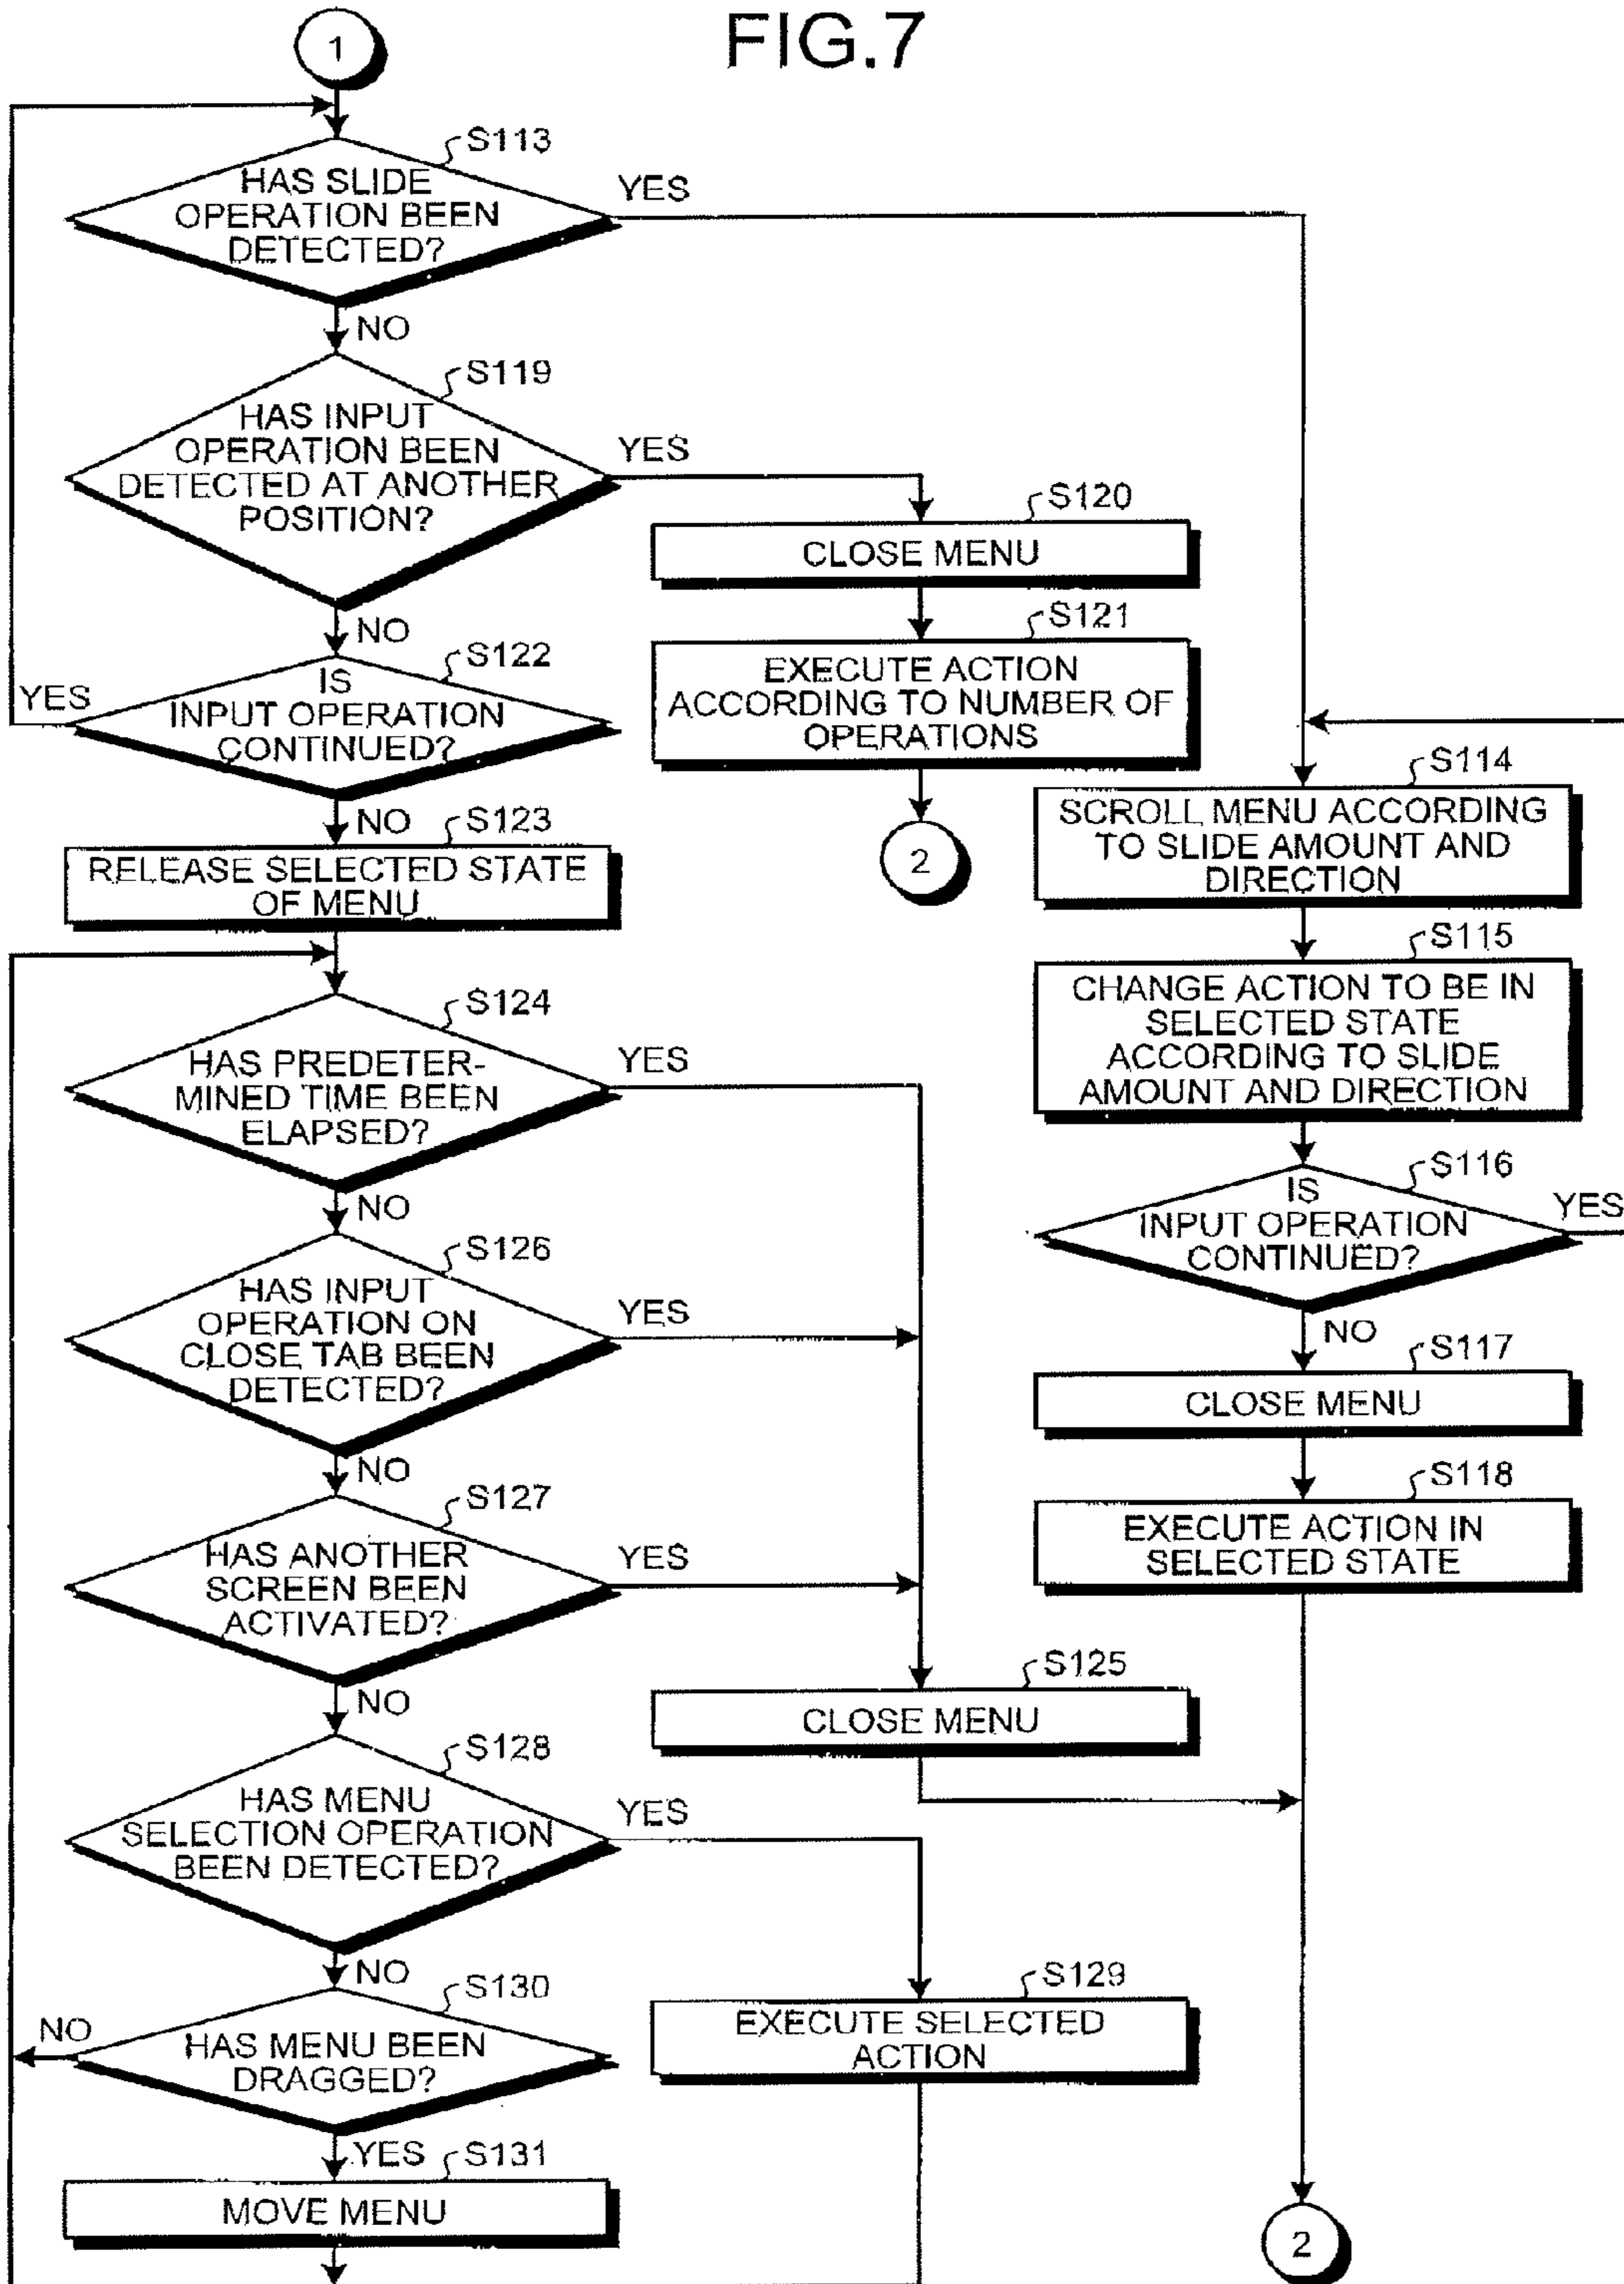 FIG.7
1
S113
HAS SLIDE
OPERATION BEEN
DETECTED?
YES
NO
S119
HAS INPUT
OPERATION BEEN
DETECTED AT ANOTHER
POSITION?
YES
NO
S120
CLOSE MENU
S121
EXECUTE ACTION
ACCORDING TO NUMBER OF
OPERATIONS
2
S122
IS
INPUT OPERATION
CONTINUED?
YES
NO
S123
RELEASE SELECTED STATE
OF MENU
S114
SCROLL MENU ACCORDING
TO SLIDE AMOUNT AND
DIRECTION
S115
CHANGE ACTION TO BE IN
SELECTED STATE
ACCORDING TO SLIDE
AMOUNT AND DIRECTION
S116
IS
INPUT OPERATION
CONTINUED?
YES
NO
S117
CLOSE MENU
S118
EXECUTE ACTION IN
SELECTED STATE
S124
HAS PREDETER-
MINED TIME BEEN
ELAPSED?
YES
NO
S126
HAS INPUT
OPERATION ON
CLOSE TAB BEEN
DETECTED?
YES
NO
S127
HAS ANOTHER
SCREEN BEEN
ACTIVATED?
YES
NO
S125
CLOSE MENU
S128
HAS MENU
SELECTION OPERATION
BEEN DETECTED?
YES
NO
S129
EXECUTE SELECTED
ACTION
S130
HAS MENU BEEN
DRAGGED?
NO
YES
S131
MOVE MENU
2